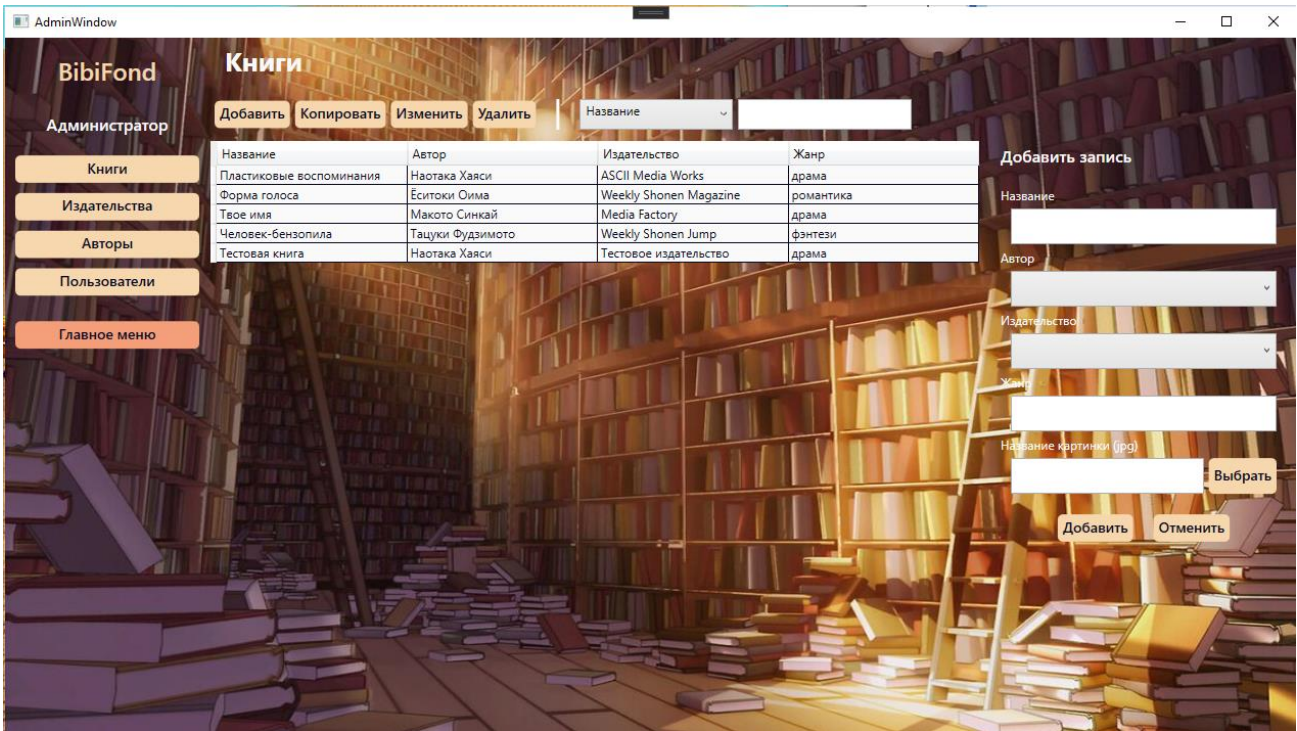 AdminWindow
BibiFond
Администратор
Книги
Издательства
Авторы
Пользователи
Главное меню
Книги
Добавить Копировать Изменить Удалить Название
Название Автор Издательство Жанр
Пластиковые воспоминания Наотака Хаяси ASCII Media Works драма
Форма голоса Ёситоки Оима Weekly Shonen Magazine романтика
Твое имя Макото Синкай Media Factory драма
Человек-бензопила Тацуки Фудзимото Weekly Shonen Jump фэнтези
Тестовая книга Наотака Хаяси Тестовое издательство драма
Добавить запись
Название
Автор
Издательство
Жанр
Название картинки (jpg)
Выбрать
Добавить Отменить